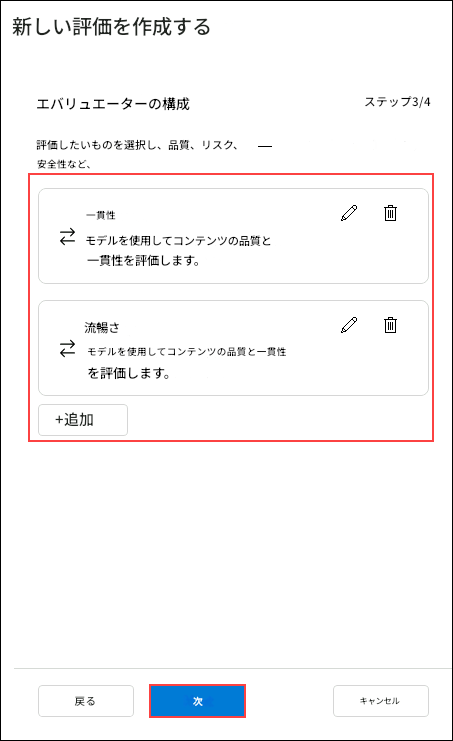 新しい評価を作成する
エバリュエーターの構成
ステップ3/4
評価したいものを選択し、品質、リスク、 —
安全性など、
一貫性
モデルを使用してコンテンツの品質と
一貫性を評価します。
流暢さ
モデルを使用してコンテンツの品質と一貫性
を評価します。
+追加
戻る
次
キャンセル